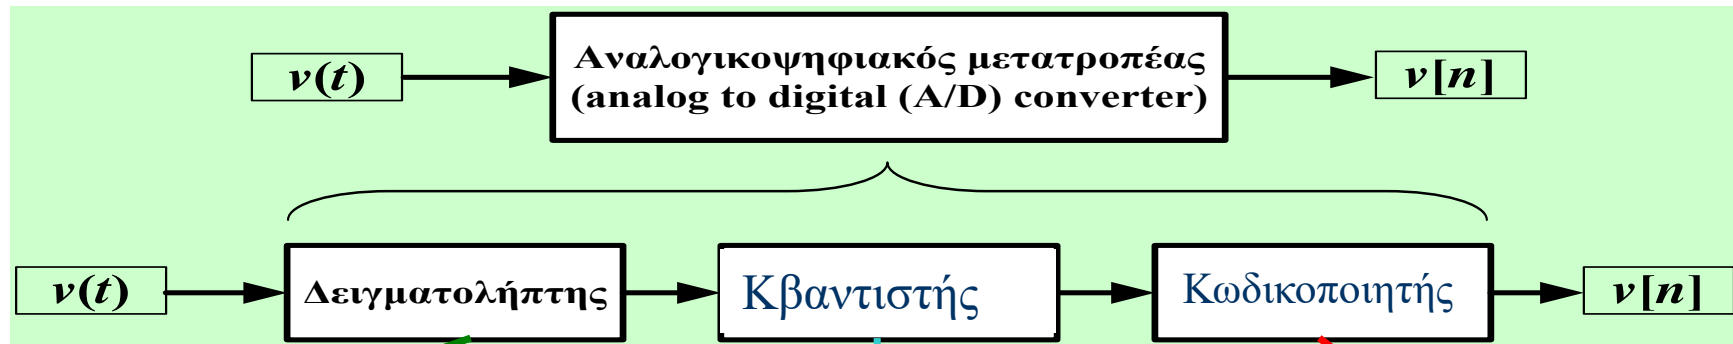 v(t)
Αναλογικοψηφιακός μετατροπέας
(analog to digital (A/D) converter)
v[n]
v(t)
Δειγματολήπτης
Κβαντιστής
Κωδικοποιητής
v[n]